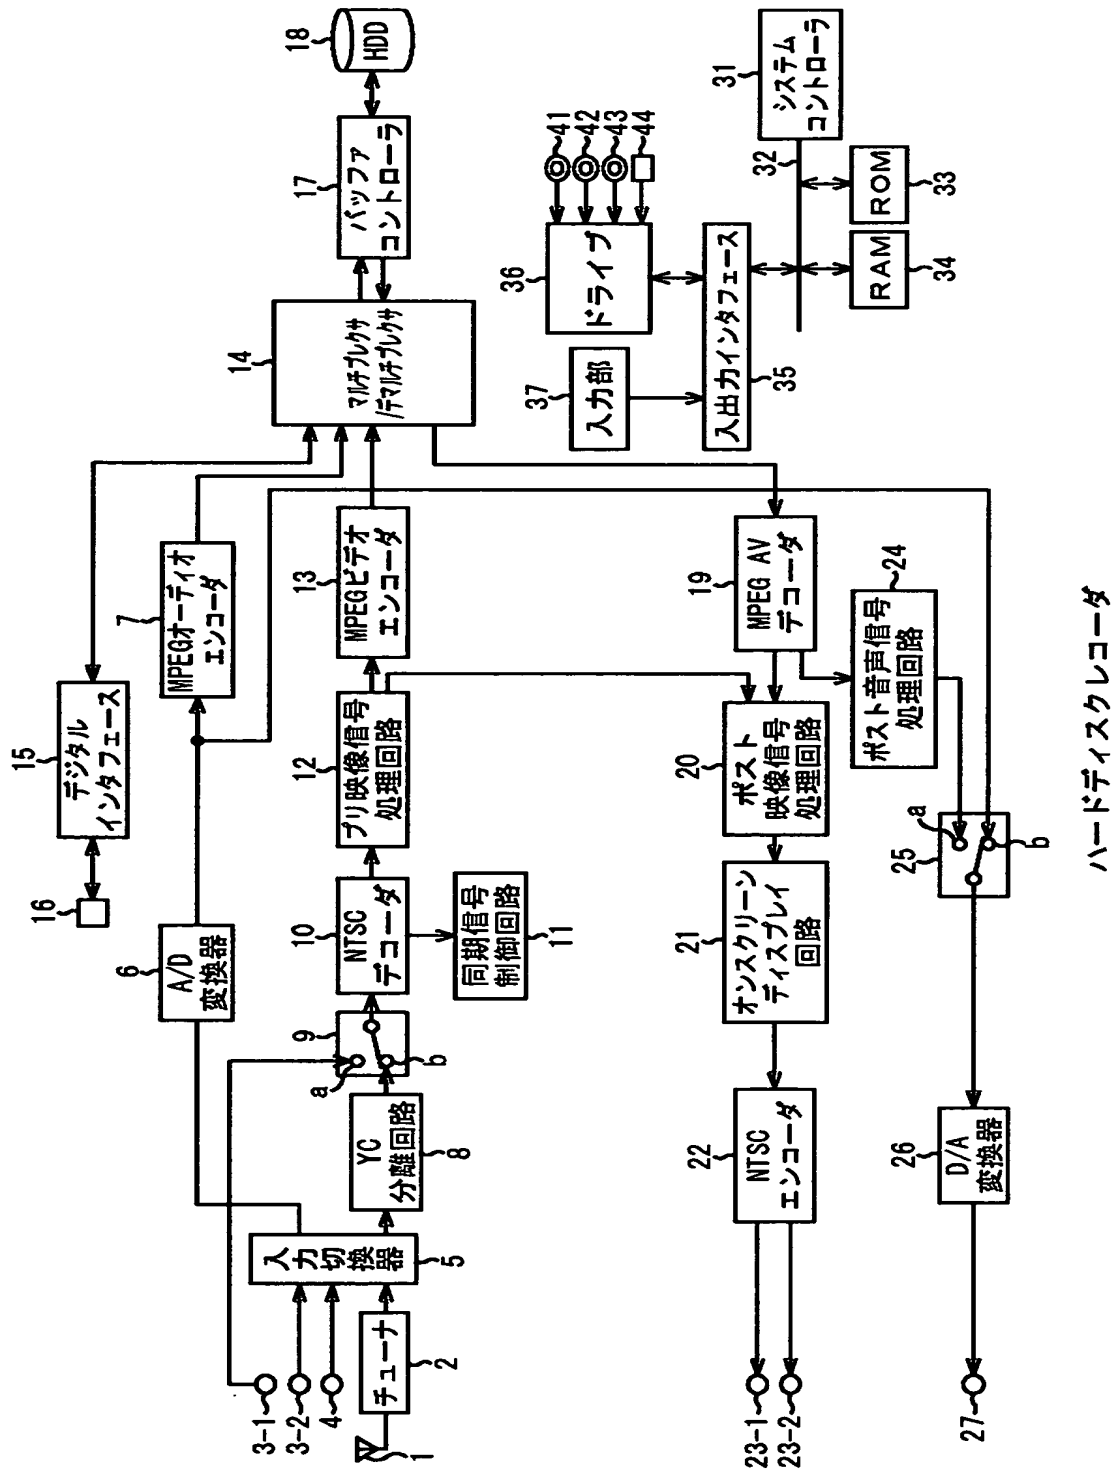 1
チューナ
2
3-1
3-2
4
入力切換器
5
A/D
変換器
6
MPEGオーディオ
エンコーダ
7
YC
分離回路
8
9
a
b
NTSC
デコーダ
10
同期信号
制御回路
11
プリ映像信号
処理回路
12
MPEGビデオ
エンコーダ
13
マルチプレクサ
/デマルチプレクサ
14
デジタル
インタフェース
15
16
バッファ
コントローラ
17
HDD
18
MPEG AV
デコーダ
19
ポスト
映像信号
処理回路
20
オンスクリーン
ディスプレイ
回路
21
NTSC
エンコーダ
22
23-1
23-2
ポスト音声信号
処理回路
24
25
a
b
D/A
変換器
26
27
システム
コントローラ
31
32
ROM
33
RAM
34
入出力インタフェース
35
ドライブ
36
入力部
37
41
42
43
44
ハードディスクレコーダ